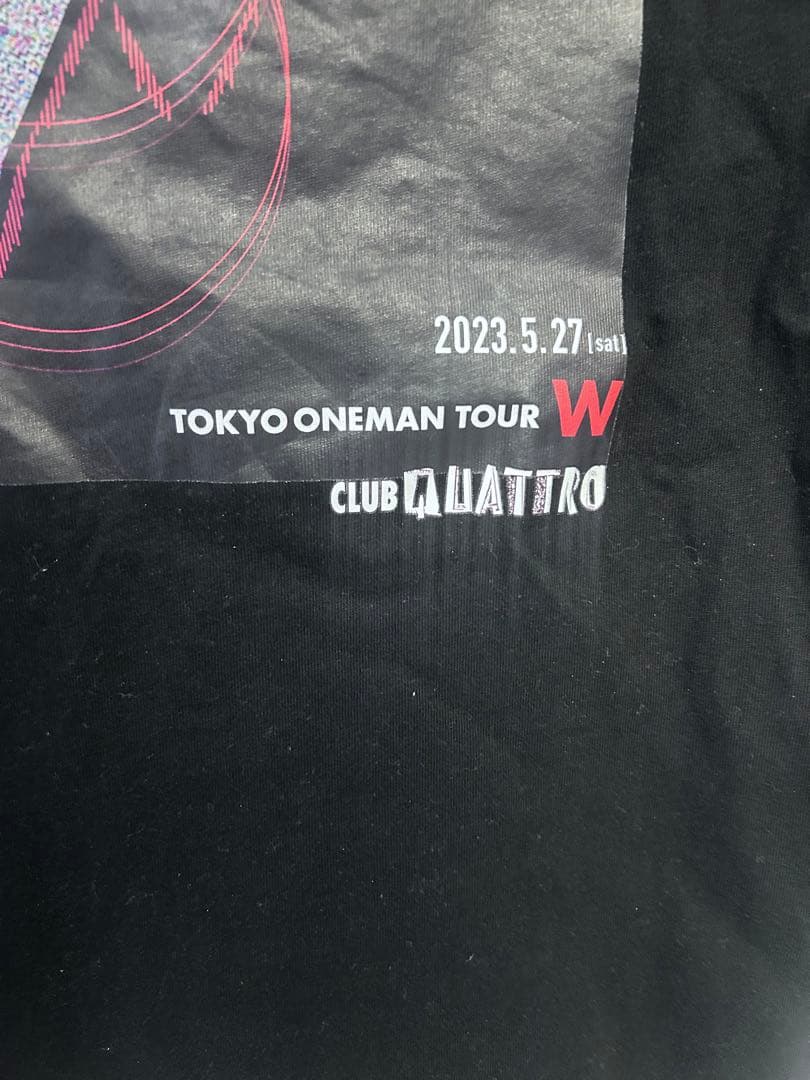 2023.5.27[sat]
TOKYO ONEMAN TOUR W
CLUB QUATTRO